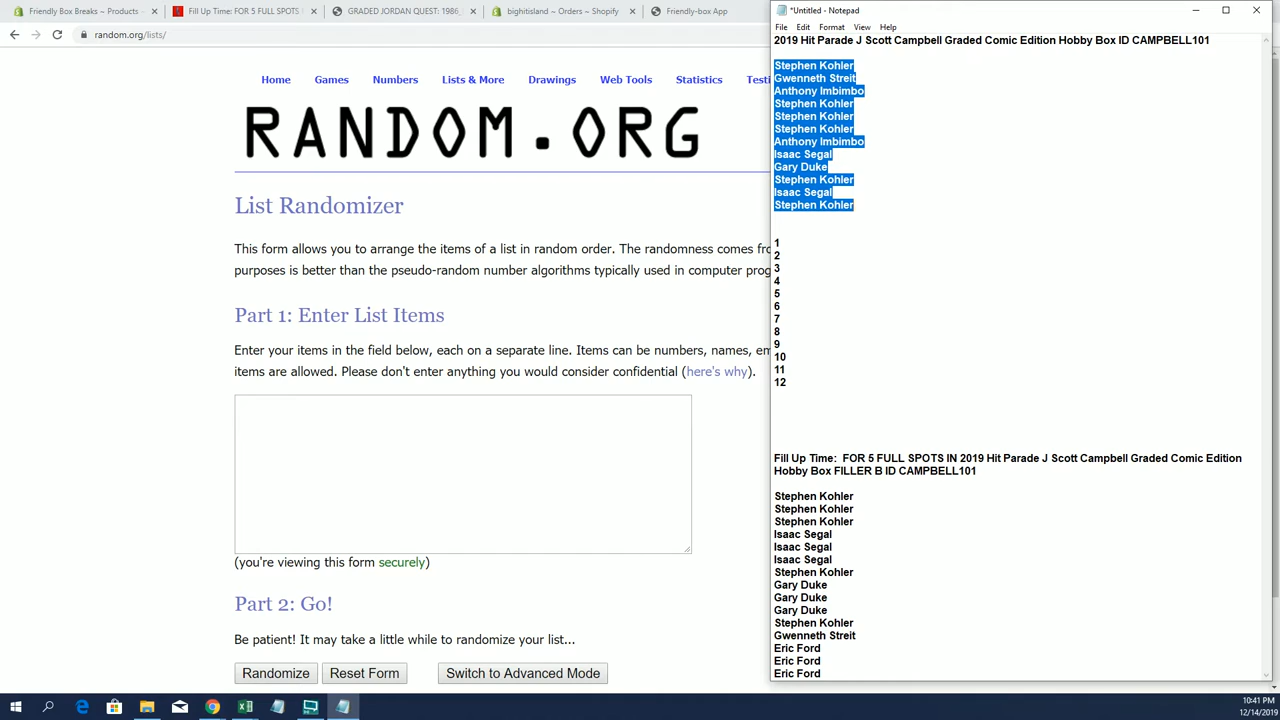 Friendly Box Breaks ~ Products ~
Fill Up Time: FOR 5 FULL SPOTS
GRADED JORDAN QUEST: 1986
bighitisland ~ Orders ~ Shopify
Friendly-box App
random.org/lists/
Home Games Numbers Lists & More Drawings Web Tools Statistics Testi
RANDOM.ORG
List Randomizer
This form allows you to arrange the items of a list in random order. The randomness comes fro
purposes is better than the pseudo-random number algorithms typically used in computer prog
Part 1: Enter List Items
Enter your items in the field below, each on a separate line. Items can be numbers, names, em
items are allowed. Please don't enter anything you would consider confidential (here's why).
(you're viewing this form securely)
Part 2: Go!
Be patient! It may take a little while to randomize your list...
Randomize Reset Form Switch to Advanced Mode
*Untitled - Notepad
File Edit Format View Help
2019 Hit Parade J Scott Campbell Graded Comic Edition Hobby Box ID CAMPBELL101
Stephen Kohler
Gwenneth Streit
Anthony Imbimbo
Stephen Kohler
Stephen Kohler
Stephen Kohler
Anthony Imbimbo
Isaac Segal
Gary Duke
Stephen Kohler
Isaac Segal
Stephen Kohler
1
2
3
4
5
6
7
8
9
10
11
12
Fill Up Time:  FOR 5 FULL SPOTS IN 2019 Hit Parade J Scott Campbell Graded Comic Edition
Hobby Box FILLER B ID CAMPBELL101
Stephen Kohler
Stephen Kohler
Stephen Kohler
Isaac Segal
Isaac Segal
Isaac Segal
Stephen Kohler
Gary Duke
Gary Duke
Gary Duke
Stephen Kohler
Gwenneth Streit
Eric Ford
Eric Ford
Eric Ford
10:41 PM
12/14/2019